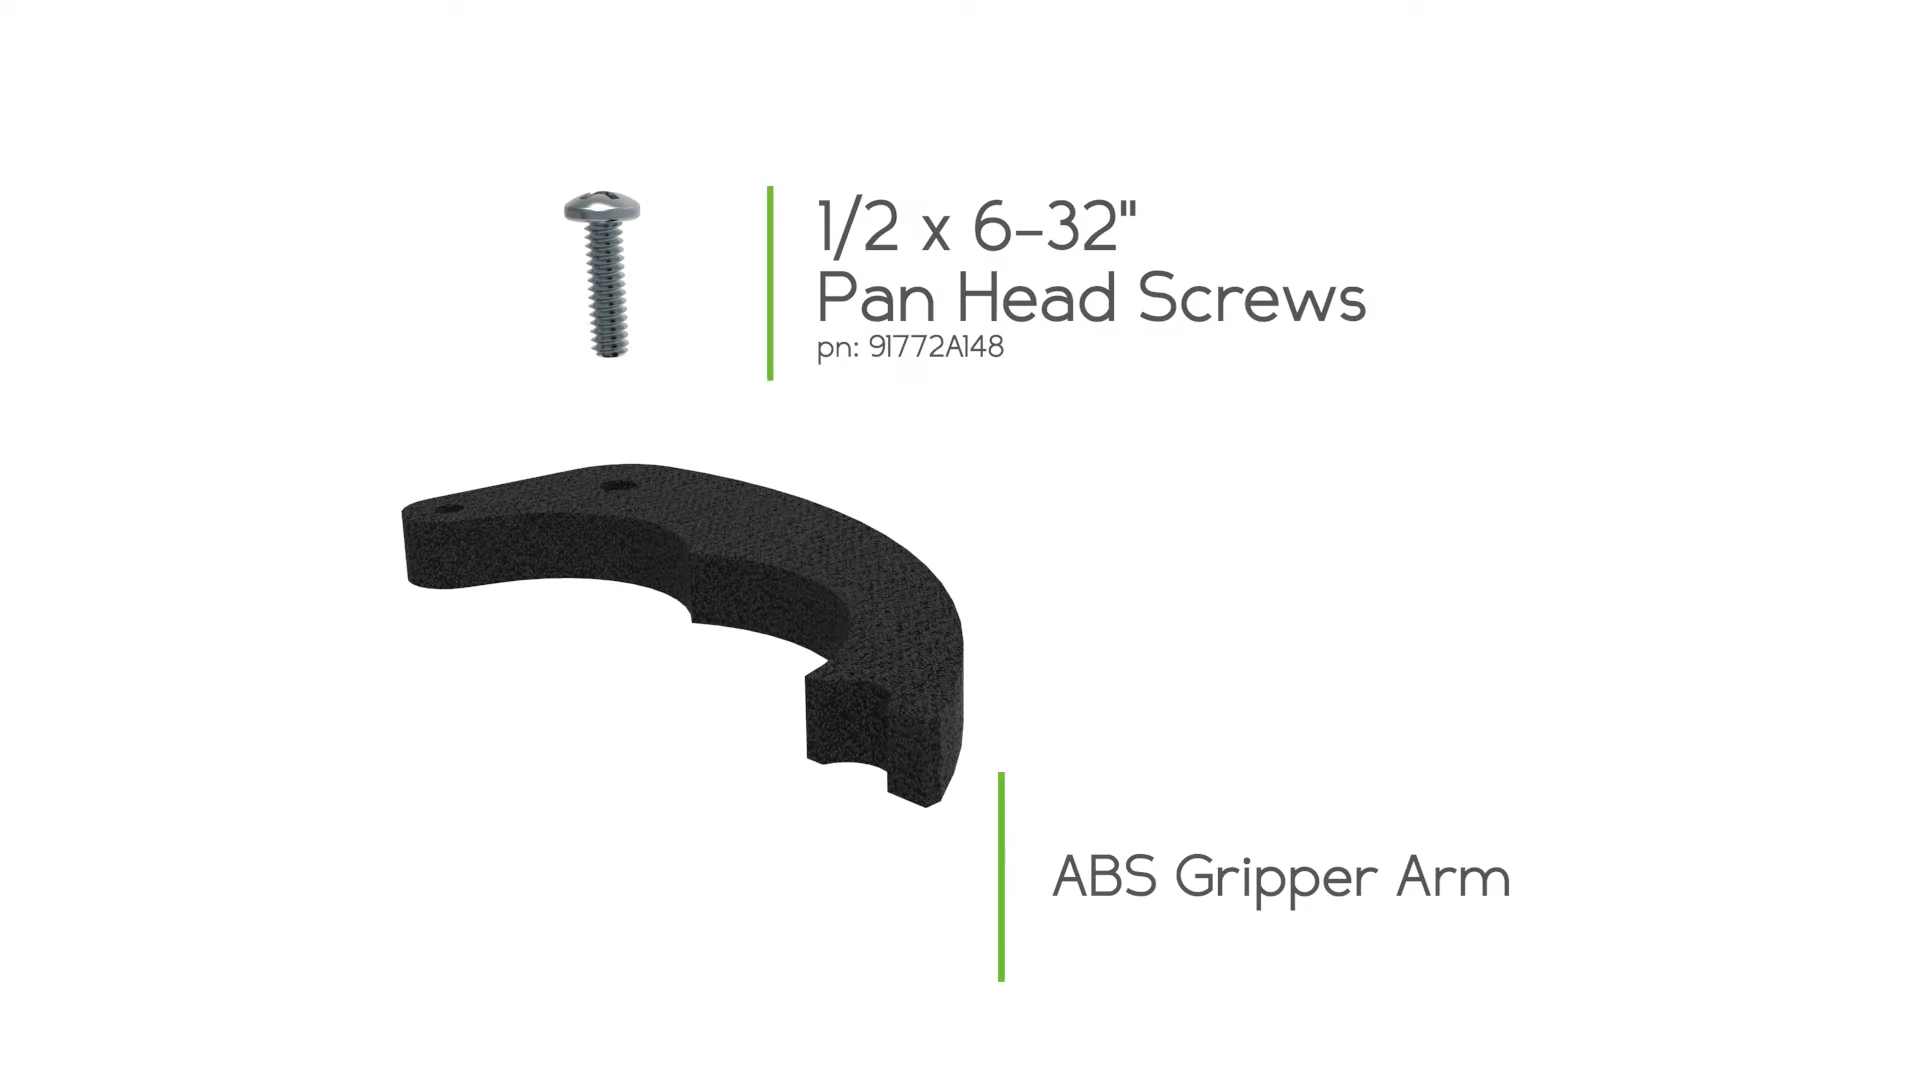 1/2 x 6-32"
Pan Head Screws
pn: 91772A148
ABS Gripper Arm